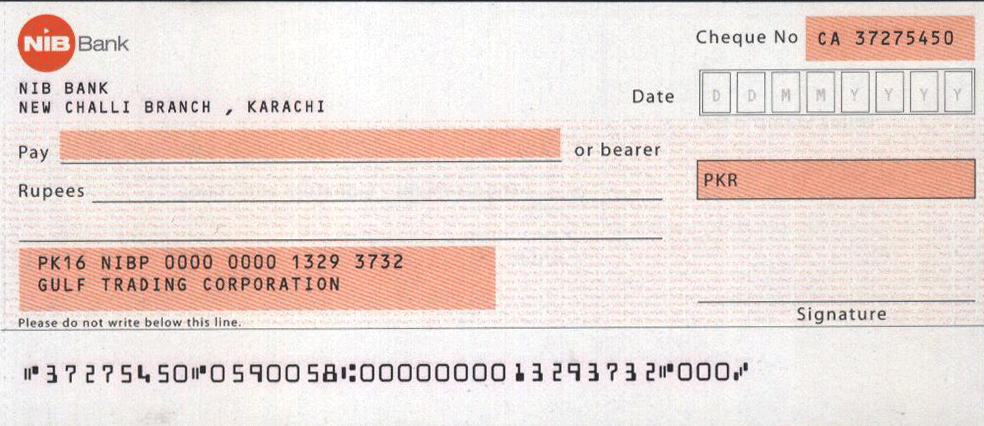 NIB Bank
Cheque No CA 37275450
NIB BANK
NEW CHALLI BRANCH , KARACHI
Date D D M M Y Y Y Y
Pay or bearer
Rupees
PKR
PK16 NIBP 0000 0000 1329 3732
GULF TRADING CORPORATION
Signature
Please do not write below this line.
⑈37275450⑈0590058⑆0000000013293732⑈000⑇